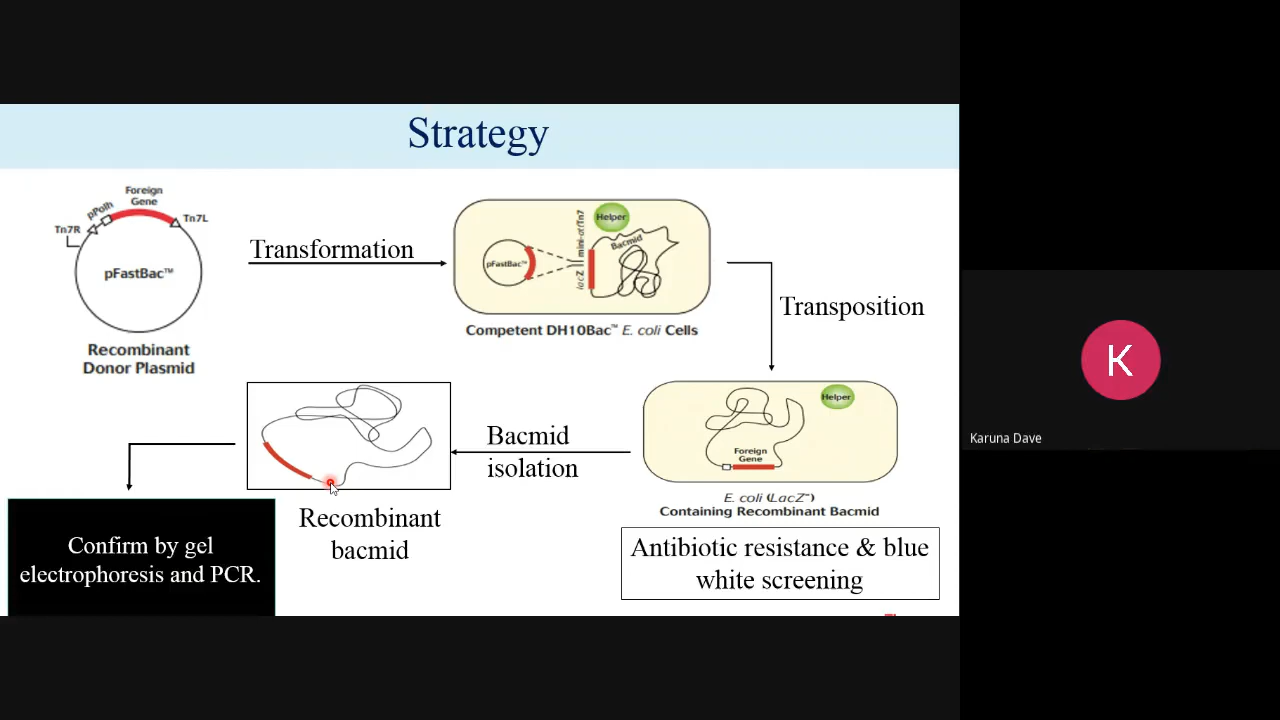 Strategy
Foreign
Gene
pPolh
Tn7R
Tn7L
pFastBac™
Recombinant
Donor Plasmid
Transformation
pFastBac™
lacZ
mini-attTn7
Helper
Bacmid
Competent DH10Bac™ E. coli Cells
Transposition
Helper
Foreign
Gene
E. coli (LacZ⁻)
Containing Recombinant Bacmid
Antibiotic resistance & blue
white screening
Bacmid
isolation
Recombinant
bacmid
Confirm by gel
electrophoresis and PCR.
K
Karuna Dave